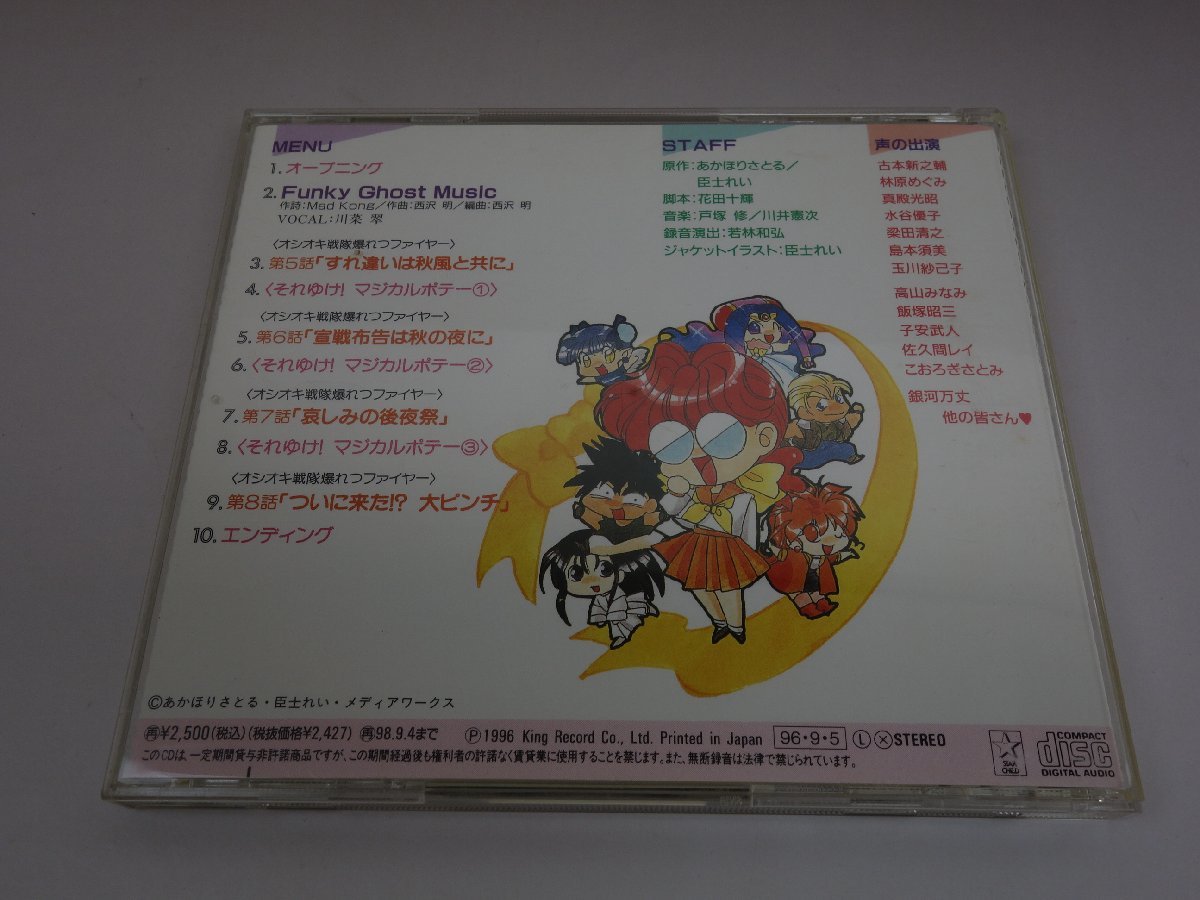 MENU
1. オープニング
2. Funky Ghost Music
作詩：Mad Kong／作曲：西沢 明／編曲：西沢 明
VOCAL：川菜 翠
〈オシオキ戦隊爆れつファイヤー〉
3. 第5話「すれ違いは秋風と共に」
4. 〈それゆけ! マジカルポテー①〉
〈オシオキ戦隊爆れつファイヤー〉
5. 第6話「宣戦布告は秋の夜に」
6. 〈それゆけ! マジカルポテー②〉
〈オシオキ戦隊爆れつファイヤー〉
7. 第7話「哀しみの後夜祭」
8. 〈それゆけ! マジカルポテー③〉
〈オシオキ戦隊爆れつファイヤー〉
9. 第8話「ついに来た!? 大ピンチ」
10. エンディング
STAFF
原作：あかほりさとる／
臣士れい
脚本：花田十輝
音楽：戸塚 修／川井憲次
録音演出：若林和弘
ジャケットイラスト：臣士れい
声の出演
古本新之輔
林原めぐみ
真殿光昭
水谷優子
梁田清之
島本須美
玉川紗己子
高山みなみ
飯塚昭三
子安武人
佐久間レイ
こおろぎさとみ
銀河万丈
他の皆さん♥
©あかほりさとる・臣士れい・メディアワークス
再¥2,500(税込)(税抜価格¥2,427) 再98.9.4まで ℗1996 King Record Co., Ltd. Printed in Japan 96・9・5 Ⓛ Ⓧ STEREO
このCDは、一定期間貸与非許諾商品ですが、この期間経過後も権利者の許諾なく賃貸業に使用することを禁じます。また、無断録音は法律で禁じられています。
STAR CHILD
COMPACT disc DIGITAL AUDIO